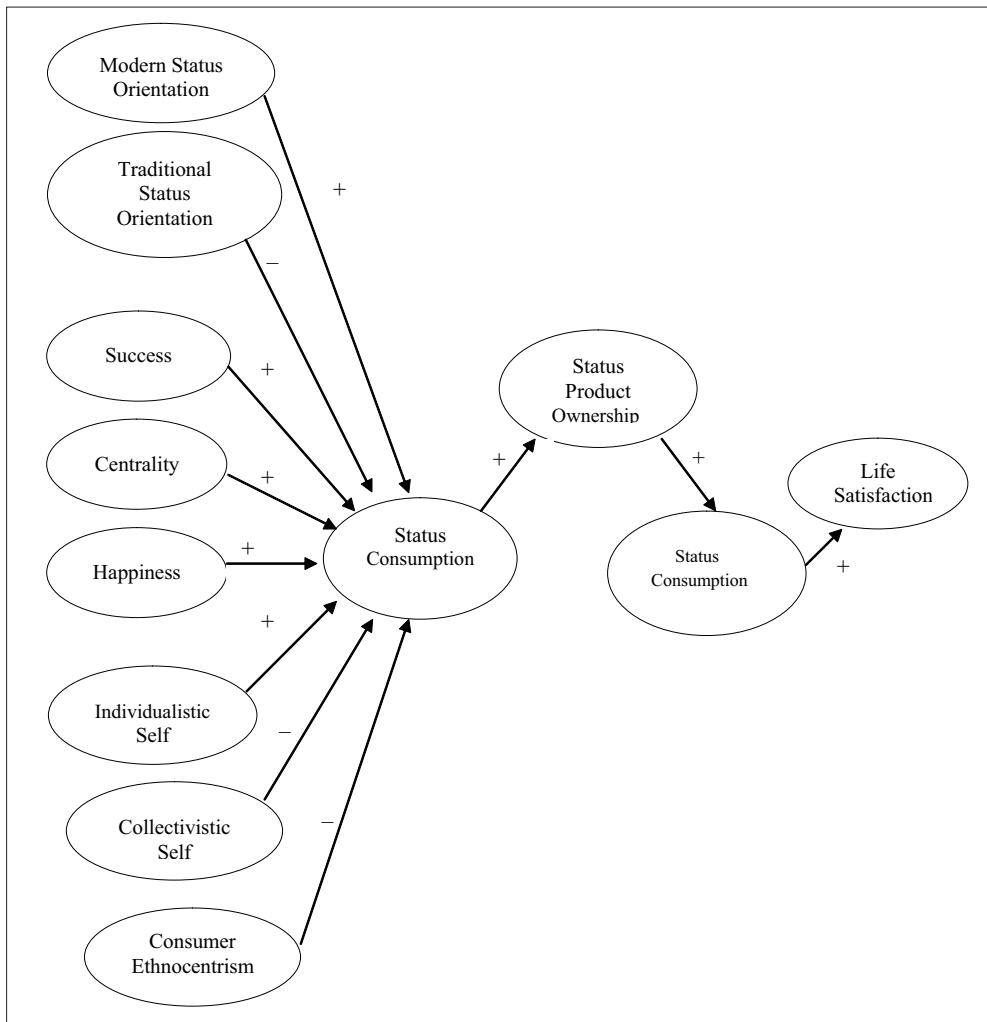 Modern Status
Orientation
Traditional
Status
Orientation
+
–
Success
+
Centrality
+
Happiness
+
Individualistic
Self
+
Collectivistic
Self
–
Consumer
Ethnocentrism
–
Status
Consumption
+
Status
Product
Ownership
+
Status
Consumption
+
Life
Satisfaction